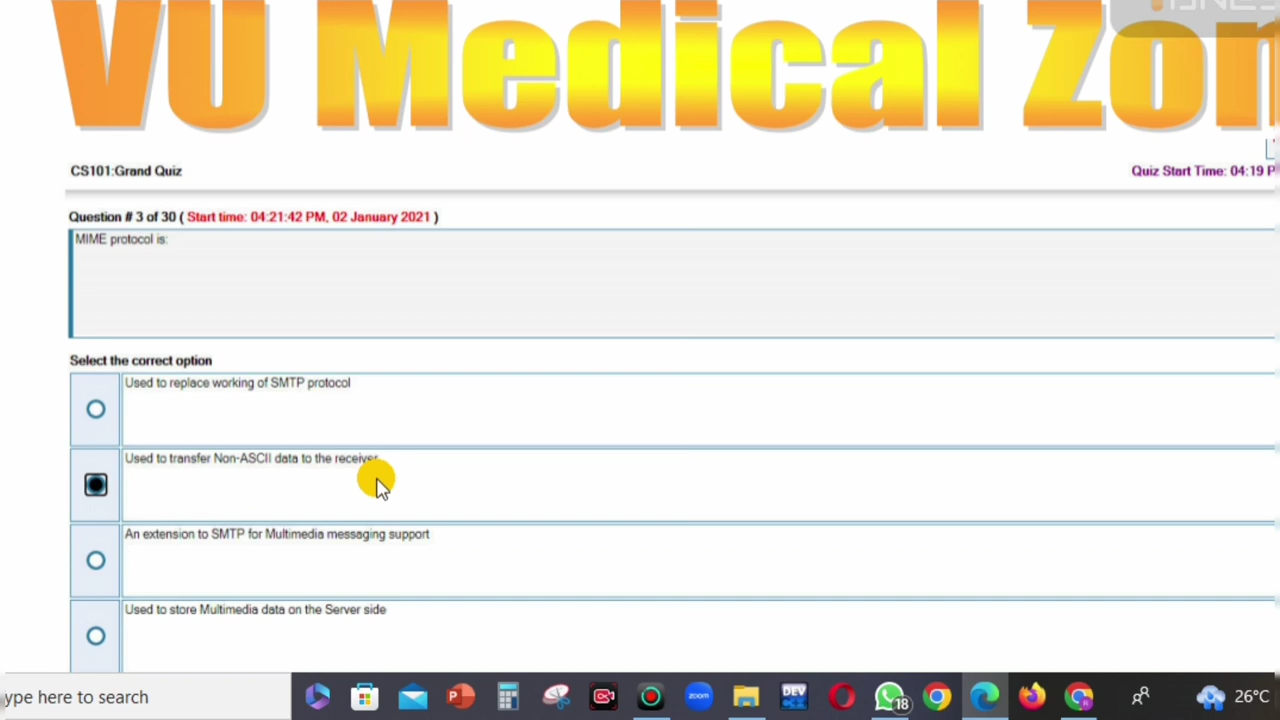 VU Medical Zon
CS101:Grand Quiz
Quiz Start Time: 04:19 P
Question # 3 of 30 ( Start time: 04:21:42 PM, 02 January 2021 )
MIME protocol is:
Select the correct option
Used to replace working of SMTP protocol
Used to transfer Non-ASCII data to the receiver
An extension to SMTP for Multimedia messaging support
Used to store Multimedia data on the Server side
ype here to search
zoom
DEV
18
26°C